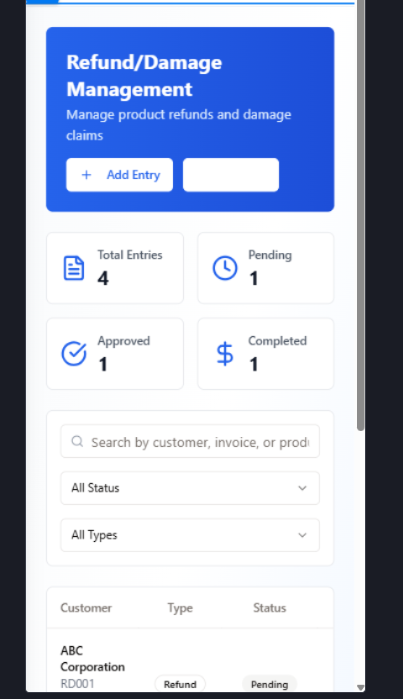 Refund/Damage
Management
Manage product refunds and damage
claims
+ Add Entry
Total Entries
4
Pending
1
Approved
1
Completed
1
Search by customer, invoice, or prod
All Status
All Types
Customer Type Status
ABC
Corporation
RD001 Refund Pending